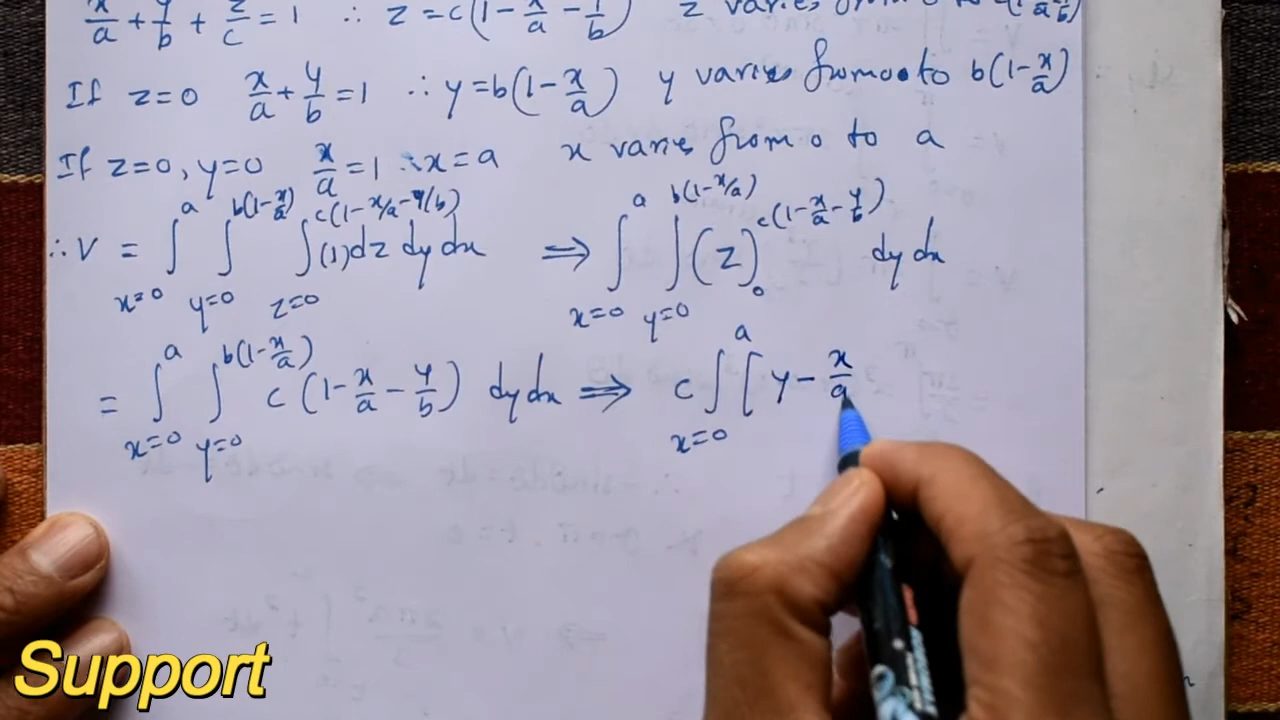 x/a + y/b + z/c = 1 ∴ z = c(1 - x/a - y/b) z varies from 0 to c(1 - x/a - y/b)
If z=0 x/a + y/b = 1 ∴ y = b(1 - x/a) y varies from 0 to b(1 - x/a)
If z=0, y=0 x/a = 1 ∴ x = a x varies from 0 to a
∴ V = ∫_{x=0}^{a} ∫_{y=0}^{b(1-x/a)} ∫_{z=0}^{c(1-x/a-y/b)} (1) dz dy dx ⇒ ∫_{x=0}^{a} ∫_{y=0}^{b(1-x/a)} (z)_{0}^{c(1-x/a-y/b)} dy dx
= ∫_{x=0}^{a} ∫_{y=0}^{b(1-x/a)} c(1 - x/a - y/b) dy dx ⇒ c ∫_{x=0}^{a} [y - x/a
Support